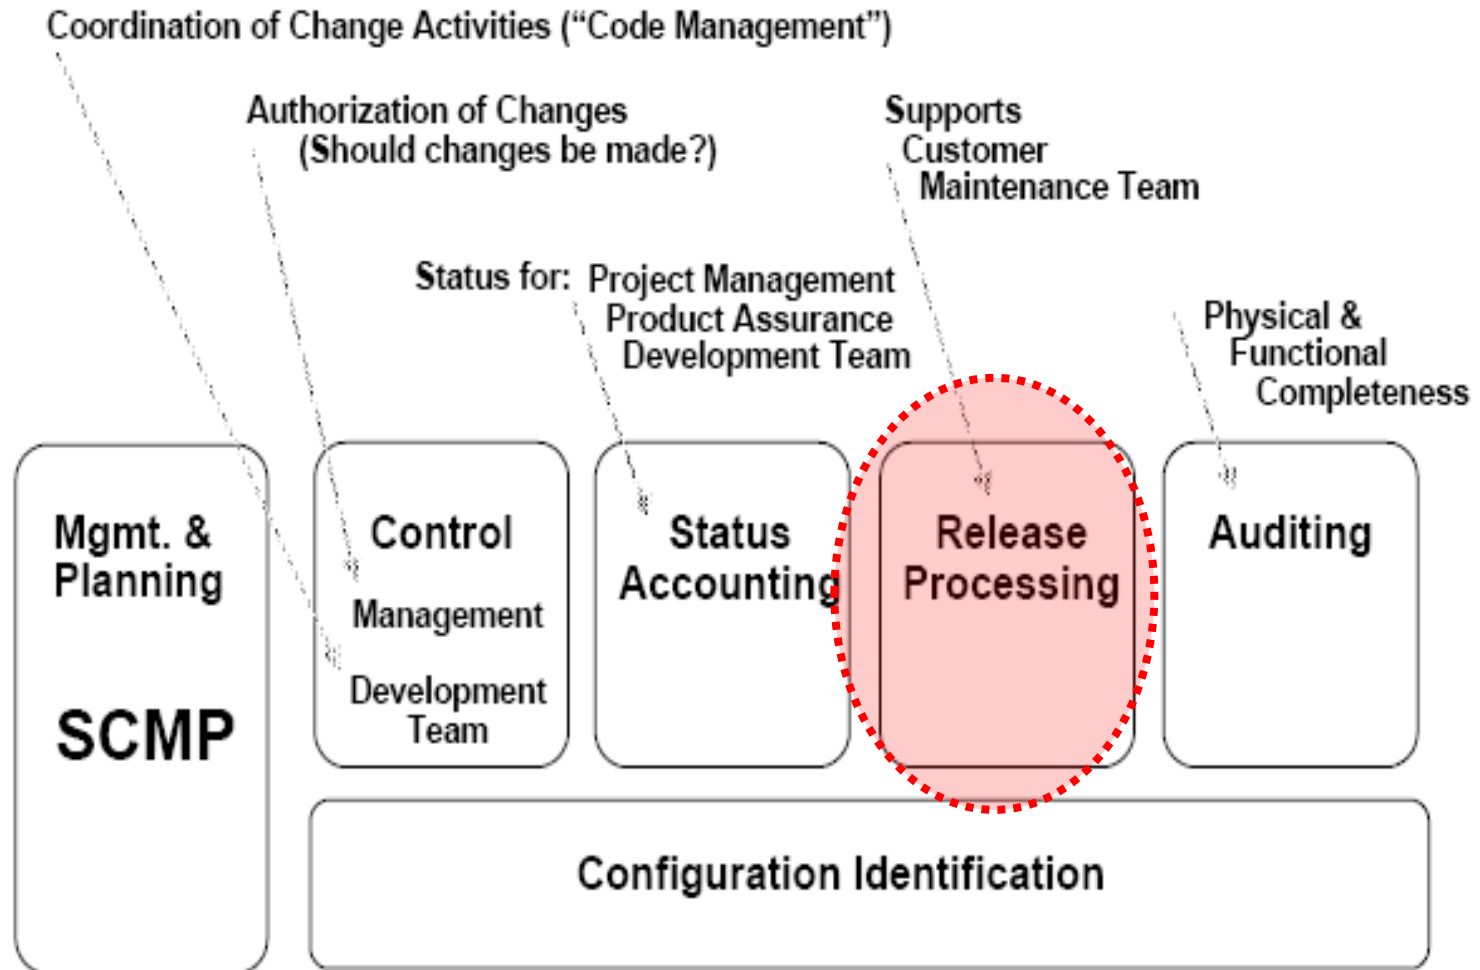 Coordination of Change Activities (“Code Management”)
Authorization of Changes
(Should changes be made?)
Supports
Customer
Maintenance Team
Status for: Project Management
Product Assurance
Development Team
Physical &
Functional
Completeness
Mgmt. &
Planning
SCMP
Control
Management
Development
Team
Status
Accounting
Release
Processing
Auditing
Configuration Identification